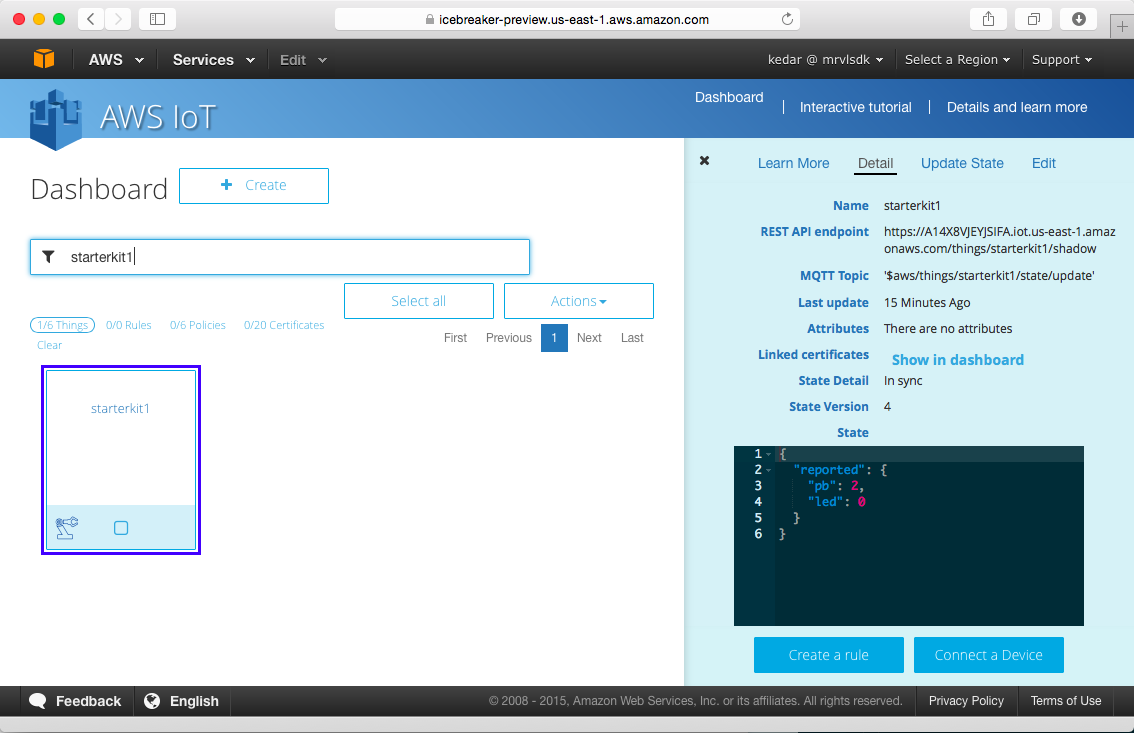 icebreaker-preview.us-east-1.aws.amazon.com
AWS Services Edit kedar @ mrvlsdk Select a Region Support
AWS IoT
Dashboard Interactive tutorial Details and learn more
Dashboard
+ Create
starterkit1
Select all Actions
1/6 Things 0/0 Rules 0/6 Policies 0/20 Certificates
Clear
First Previous 1 Next Last
starterkit1
Learn More Detail Update State Edit
Name starterkit1
REST API endpoint https://A14X8VJEYJSIFA.iot.us-east-1.amaz
onaws.com/things/starterkit1/shadow
MQTT Topic '$aws/things/starterkit1/state/update'
Last update 15 Minutes Ago
Attributes There are no attributes
Linked certificates Show in dashboard
State Detail In sync
State Version 4
State
1 {
2 "reported": {
3 "pb": 2,
4 "led": 0
5 }
6 }
Create a rule Connect a Device
Feedback English © 2008 - 2015, Amazon Web Services, Inc. or its affiliates. All rights reserved. Privacy Policy Terms of Use